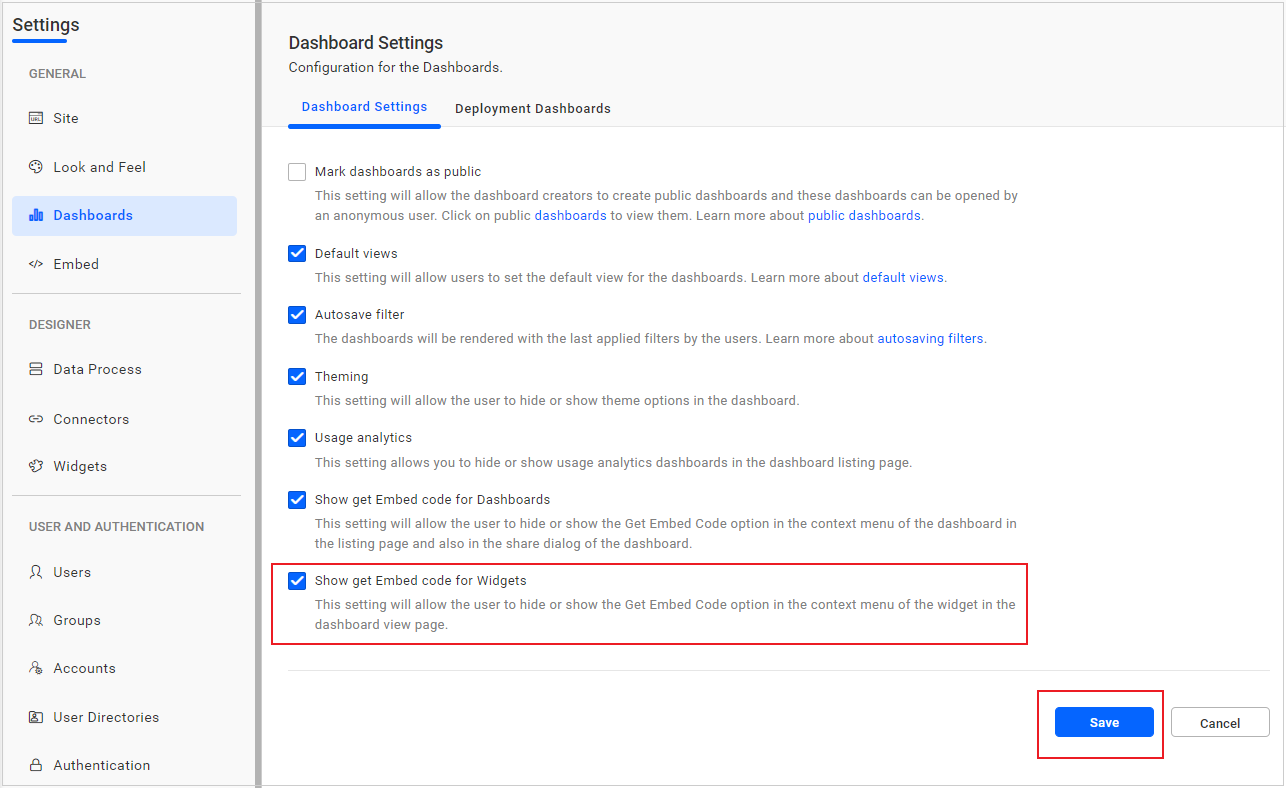 Settings
GENERAL
URL
Site
Look and Feel
Dashboards
</> Embed
DESIGNER
Data Process
Connectors
Widgets
USER AND AUTHENTICATION
Users
Groups
Accounts
User Directories
Authentication
Dashboard Settings
Configuration for the Dashboards.
Dashboard Settings
Deployment Dashboards
Mark dashboards as public
This setting will allow the dashboard creators to create public dashboards and these dashboards can be opened by
an anonymous user. Click on public dashboards to view them. Learn more about public dashboards.
Default views
This setting will allow users to set the default view for the dashboards. Learn more about default views.
Autosave filter
The dashboards will be rendered with the last applied filters by the users. Learn more about autosaving filters.
Theming
This setting will allow the user to hide or show theme options in the dashboard.
Usage analytics
This setting allows you to hide or show usage analytics dashboards in the dashboard listing page.
Show get Embed code for Dashboards
This setting will allow the user to hide or show the Get Embed Code option in the context menu of the dashboard in
the listing page and also in the share dialog of the dashboard.
Show get Embed code for Widgets
This setting will allow the user to hide or show the Get Embed Code option in the context menu of the widget in the
dashboard view page.
Save
Cancel